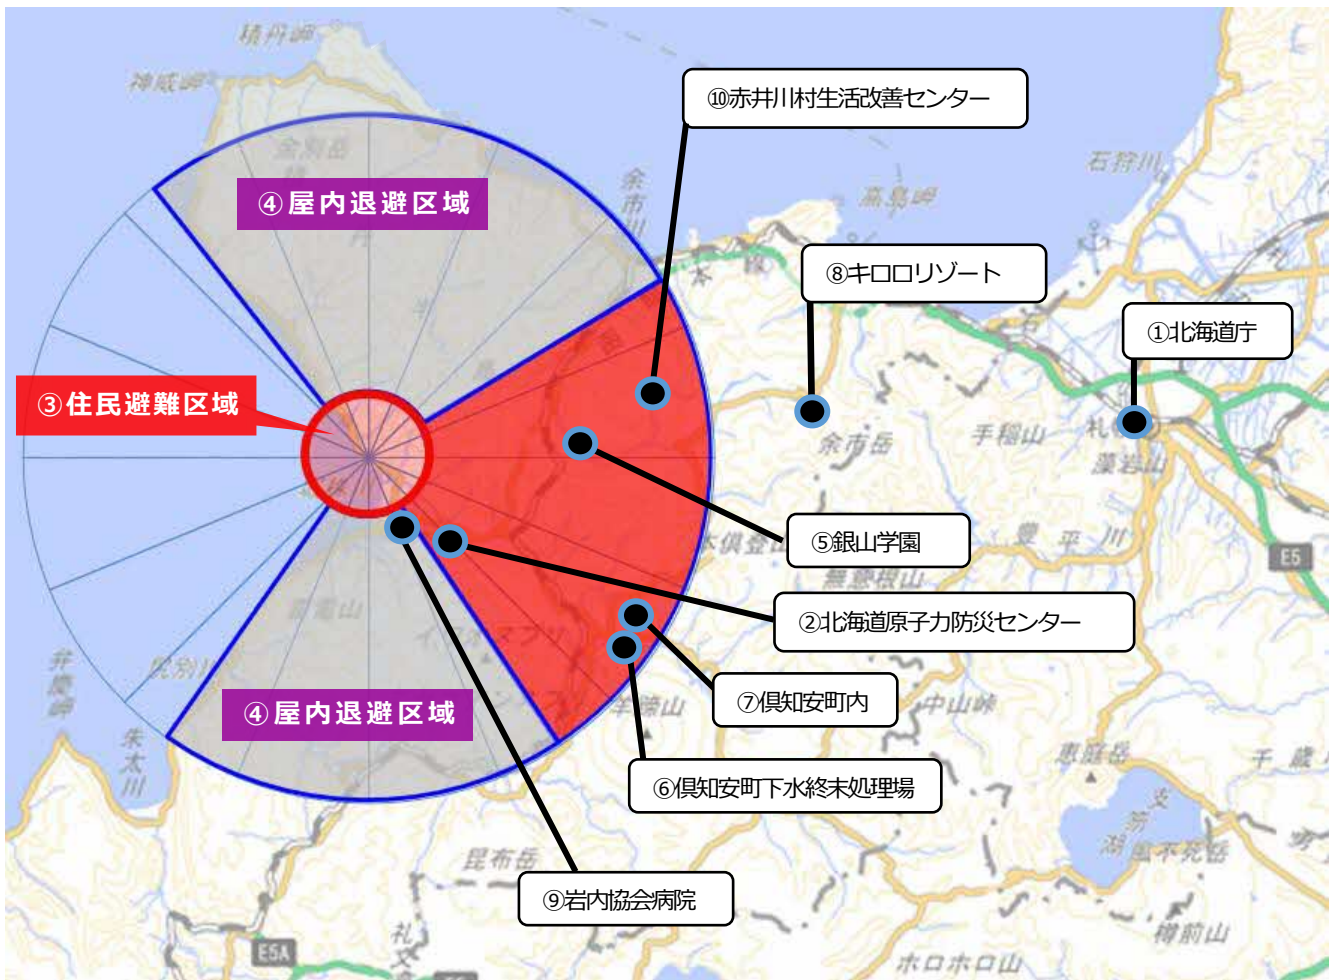 積丹岬
神威岬
⑩赤井川村生活改善センター
石狩川
余市川
高島岬
④屋内退避区域
⑧キロロリゾート
①北海道庁
③住民避難区域
余市岳
手稲山
藻岩山
⑤銀山学園
豊平川
無意根山
E5
②北海道原子力防災センター
雷電山
尻別川
弁慶岬
④屋内退避区域
⑦倶知安町内
羊蹄山
中山峠
朱太川
恵庭岳
⑥倶知安町下水終末処理場
支笏湖
風不死岳
昆布岳
⑨岩内協会病院
樽前山
E5A
ホロホロ山